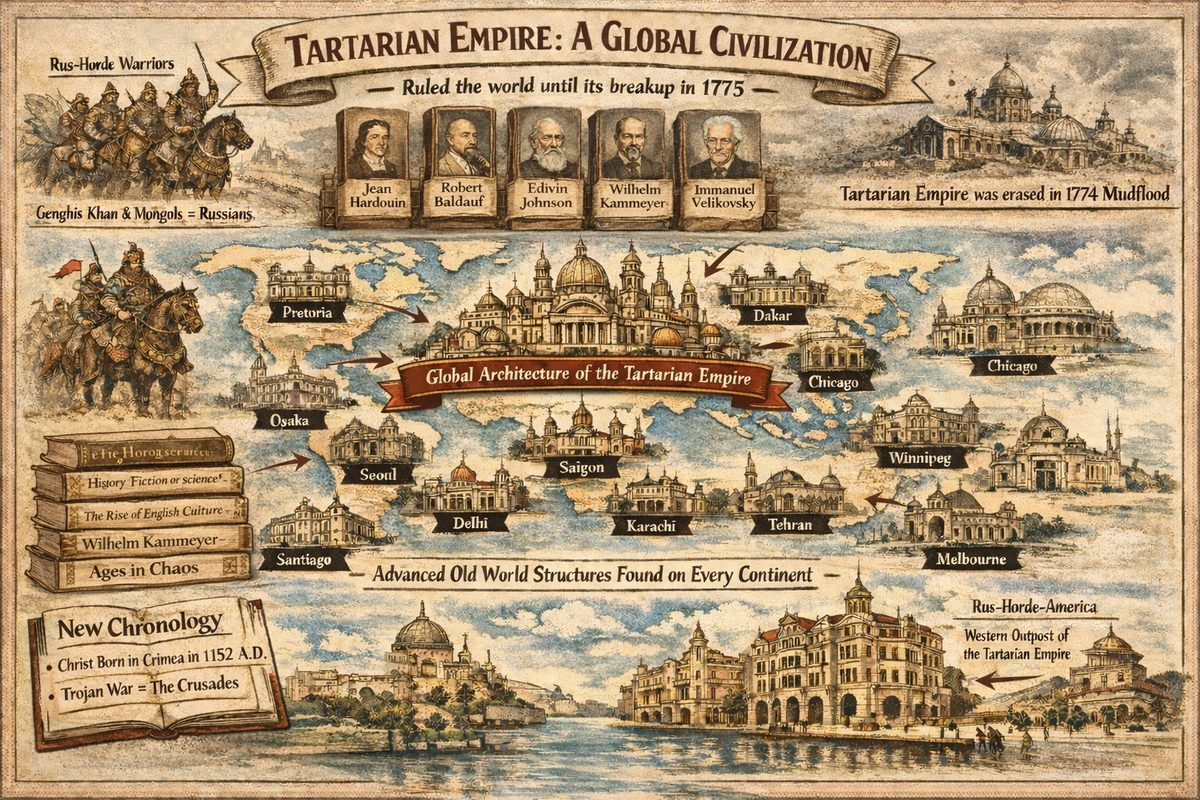 TARTARIAN EMPIRE: A GLOBAL CIVILIZATION
Ruled the world until its breakup in 1775
Rus-Horde Warriors
Genghis Khan & Mongols = Russians.
Jean
Hardouin
Robert
Baldauf
Edivin
Johnson
Wilhelm
Kammeyer
Immanuel
Velikovsky
Tartarian Empire was erased in 1774 Mudflood
Pretoria
Dakar
Global Architecture of the Tartarian Empire
Chicago
Chicago
Osaka
Seoul
Saigon
Winnipeg
Delhi
Karachi
Tehran
Santiago
Melbourne
History Fiction or science
The Rise of English Culture
Wilhelm Kammeyer
Ages in Chaos
Advanced Old World Structures Found on Every Continent
New Chronology
• Christ Born in Crimea in 1152 A.D.
• Trojan War = The Crusades
Rus-Horde-America
Western Outpost of
the Tartarian Empire